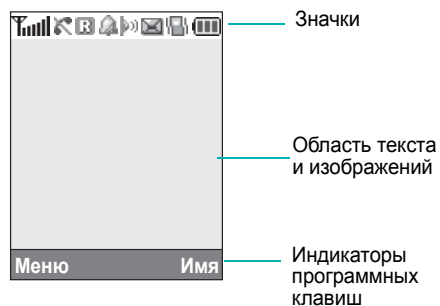 Значки
Область текста
и изображений
Меню Имя
Индикаторы
программных
клавиш